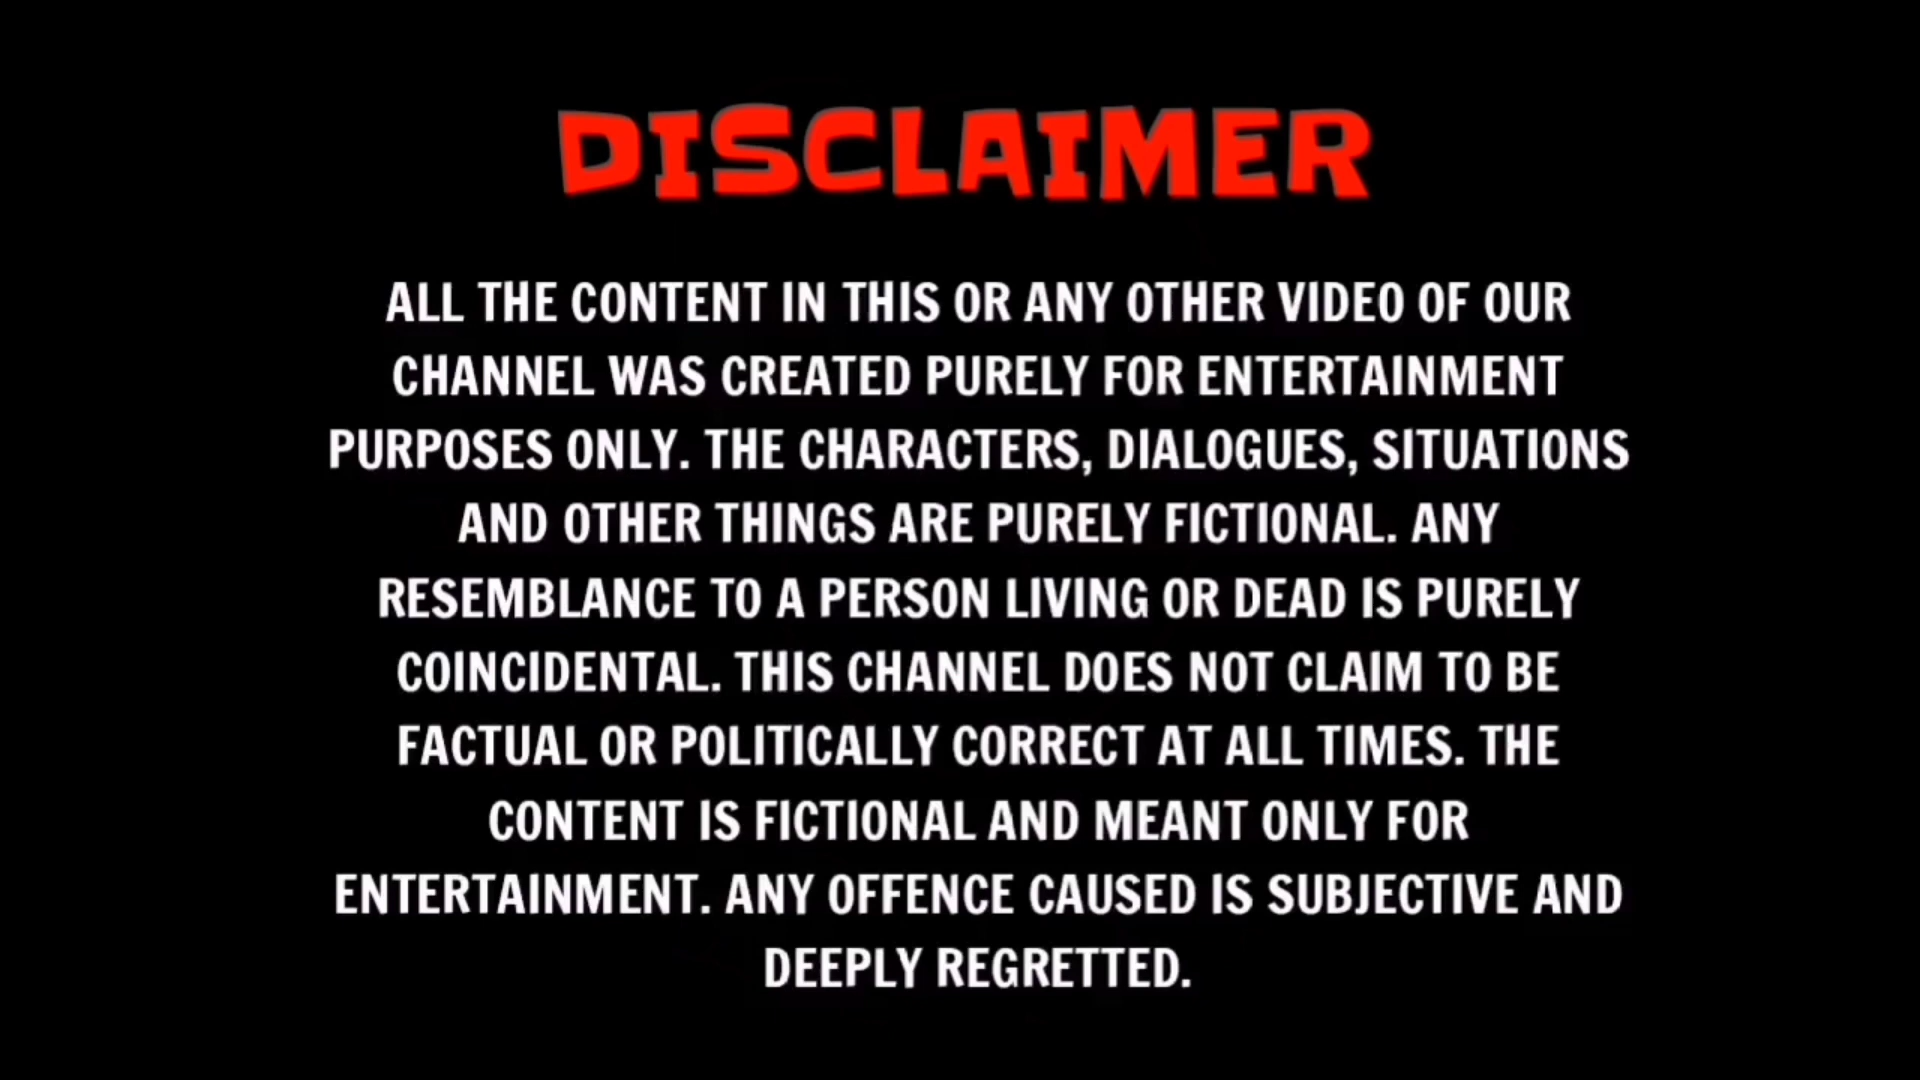 DISCLAIMER
ALL THE CONTENT IN THIS OR ANY OTHER VIDEO OF OUR
CHANNEL WAS CREATED PURELY FOR ENTERTAINMENT
PURPOSES ONLY. THE CHARACTERS, DIALOGUES, SITUATIONS
AND OTHER THINGS ARE PURELY FICTIONAL. ANY
RESEMBLANCE TO A PERSON LIVING OR DEAD IS PURELY
COINCIDENTAL. THIS CHANNEL DOES NOT CLAIM TO BE
FACTUAL OR POLITICALLY CORRECT AT ALL TIMES. THE
CONTENT IS FICTIONAL AND MEANT ONLY FOR
ENTERTAINMENT. ANY OFFENCE CAUSED IS SUBJECTIVE AND
DEEPLY REGRETTED.